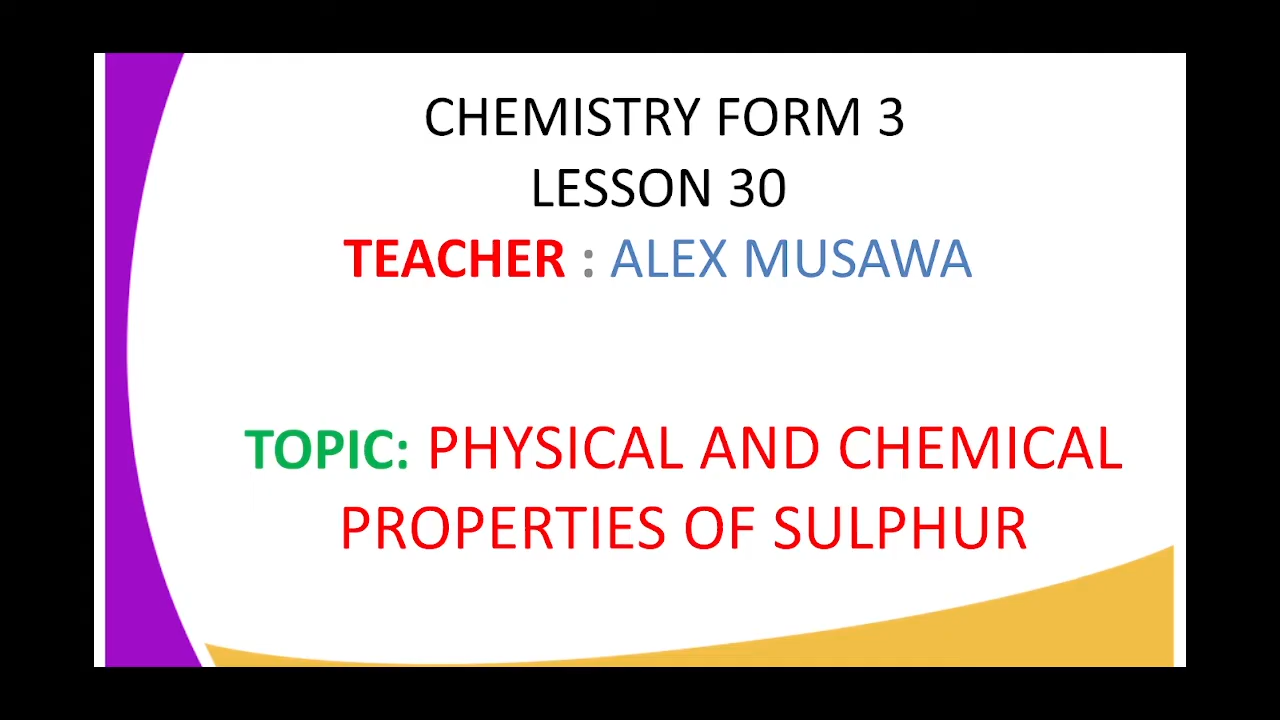 CHEMISTRY FORM 3
LESSON 30
TEACHER : ALEX MUSAWA
TOPIC: PHYSICAL AND CHEMICAL
PROPERTIES OF SULPHUR